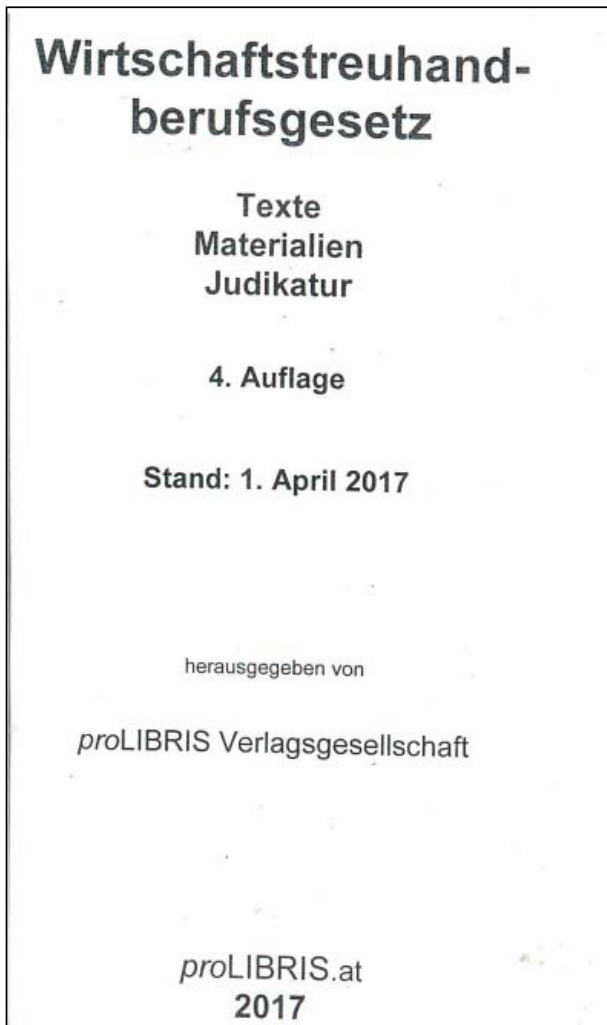 Wirtschaftstreuhand-
berufsgesetz
Texte
Materialien
Judikatur
4. Auflage
Stand: 1. April 2017
herausgegeben von
proLIBRIS Verlagsgesellschaft
proLIBRIS.at
2017